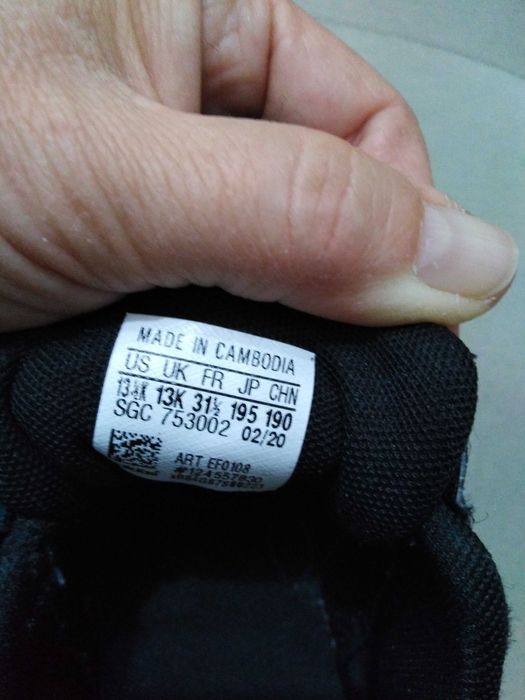 MADE IN CAMBODIA
US UK FR JP CHN
13½K 13K 31½ 195 190
SGC 753002 02/20
ART EF0108
#124557830